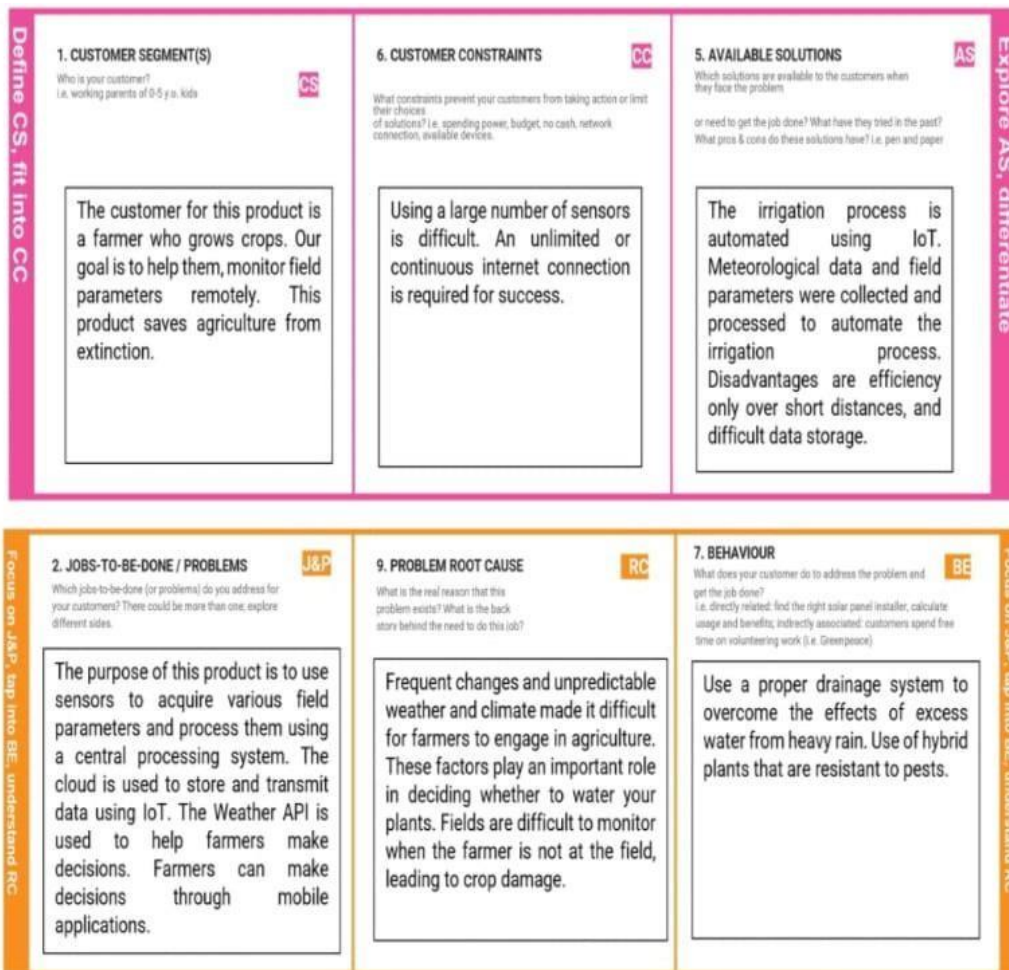 Define CS, fit into CC
1. CUSTOMER SEGMENT(S)
CS
Who is your customer?
i.e. working parents of 0-5 y.o. kids
The customer for this product is
a farmer who grows crops. Our
goal is to help them, monitor field
parameters remotely. This
product saves agriculture from
extinction.
6. CUSTOMER CONSTRAINTS
CC
What constraints prevent your customers from taking action or limit
their choices
of solutions? i.e. spending power, budget, no cash, network
connection, available devices.
Using a large number of sensors
is difficult. An unlimited or
continuous internet connection
is required for success.
5. AVAILABLE SOLUTIONS
AS
Which solutions are available to the customers when
they face the problem
or need to get the job done? What have they tried in the past?
What pros & cons do these solutions have? i.e. pen and paper
The irrigation process is
automated using IoT.
Meteorological data and field
parameters were collected and
processed to automate the
irrigation process.
Disadvantages are efficiency
only over short distances, and
difficult data storage.
Explore AS, differentiate
Focus on J&P, tap into BE, understand RC
2. JOBS-TO-BE-DONE / PROBLEMS
J&P
Which jobs-to-be-done (or problems) do you address for
your customers? There could be more than one; explore
different sides.
The purpose of this product is to use
sensors to acquire various field
parameters and process them using
a central processing system. The
cloud is used to store and transmit
data using IoT. The Weather API is
used to help farmers make
decisions. Farmers can make
decisions through mobile
applications.
9. PROBLEM ROOT CAUSE
RC
What is the real reason that this
problem exists? What is the back
story behind the need to do this job?
Frequent changes and unpredictable
weather and climate made it difficult
for farmers to engage in agriculture.
These factors play an important role
in deciding whether to water your
plants. Fields are difficult to monitor
when the farmer is not at the field,
leading to crop damage.
7. BEHAVIOUR
BE
What does your customer do to address the problem and
get the job done?
i.e. directly related: find the right solar panel installer, calculate
usage and benefits; indirectly associated: customers spend free
time on volunteering work (i.e. Greenpeace)
Use a proper drainage system to
overcome the effects of excess
water from heavy rain. Use of hybrid
plants that are resistant to pests.
Focus on J&P, tap into BE, understand RC